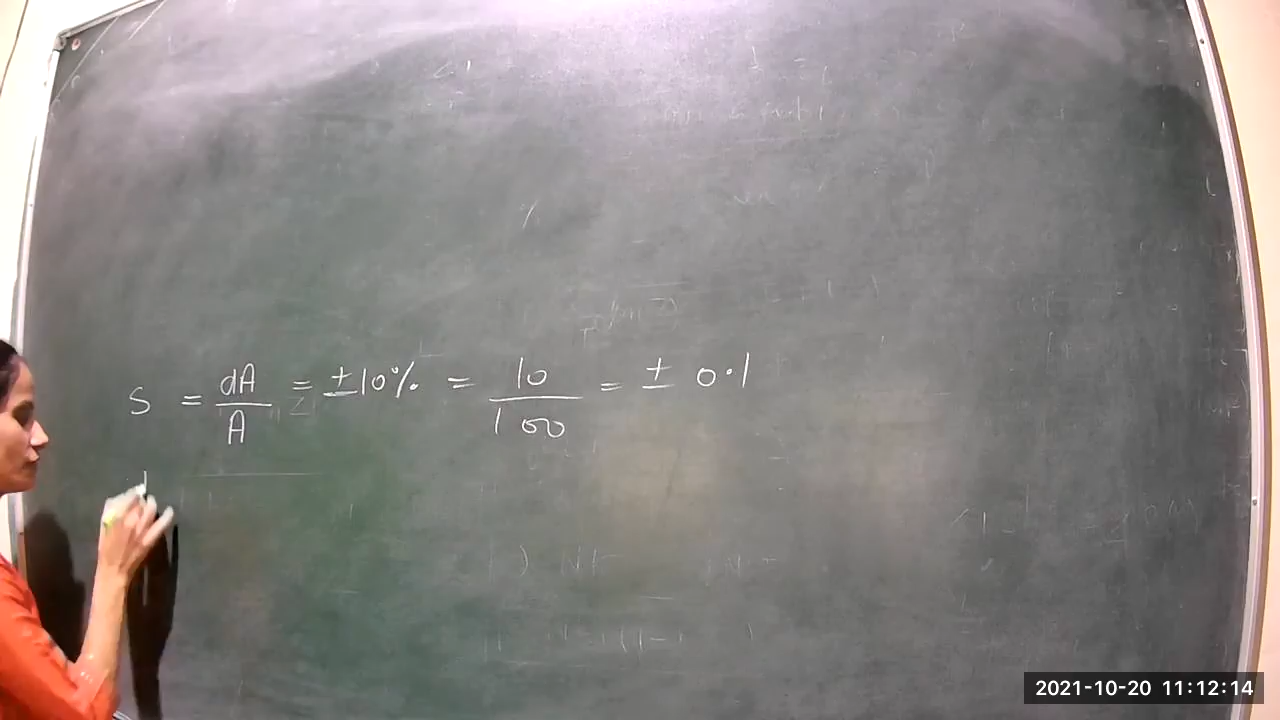 S = dA/A = ±10% = 10/100 = ± 0.1
2021-10-20 11:12:14